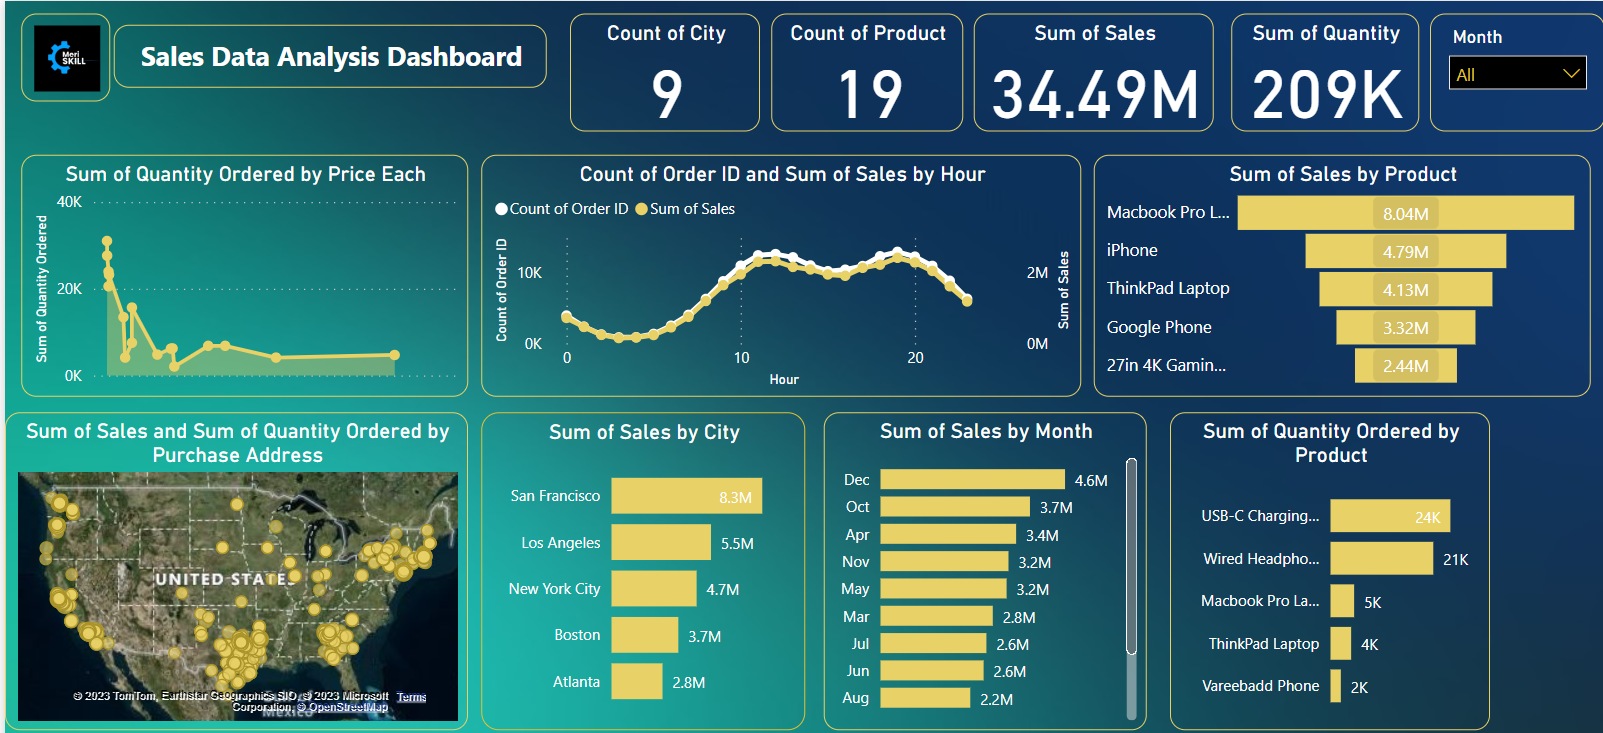 Meri
SKILL
Sales Data Analysis Dashboard
Count of City
9
Count of Product
19
Sum of Sales
34.49M
Sum of Quantity
209K
Month
All
Sum of Quantity Ordered by Price Each
Sum of Quantity Ordered
40K
20K
0K
Count of Order ID and Sum of Sales by Hour
Count of Order ID
Sum of Sales
Count of Order ID
10K
0K
2M
0M
Sum of Sales
0
10
20
Hour
Sum of Sales by Product
Macbook Pro L...
8.04M
iPhone
4.79M
ThinkPad Laptop
4.13M
Google Phone
3.32M
27in 4K Gamin...
2.44M
Sum of Sales and Sum of Quantity Ordered by
Purchase Address
UNITED STATES
© 2023 TomTom, Earthstar Geographics SIO, © 2023 Microsoft
Corporation, © OpenStreetMap
Terms
Mexico
Sum of Sales by City
San Francisco
8.3M
Los Angeles
5.5M
New York City
4.7M
Boston
3.7M
Atlanta
2.8M
Sum of Sales by Month
Dec
4.6M
Oct
3.7M
Apr
3.4M
Nov
3.2M
May
3.2M
Mar
2.8M
Jul
2.6M
Jun
2.6M
Aug
2.2M
Sum of Quantity Ordered by
Product
USB-C Charging...
24K
Wired Headpho...
21K
Macbook Pro La...
5K
ThinkPad Laptop
4K
Vareebadd Phone
2K